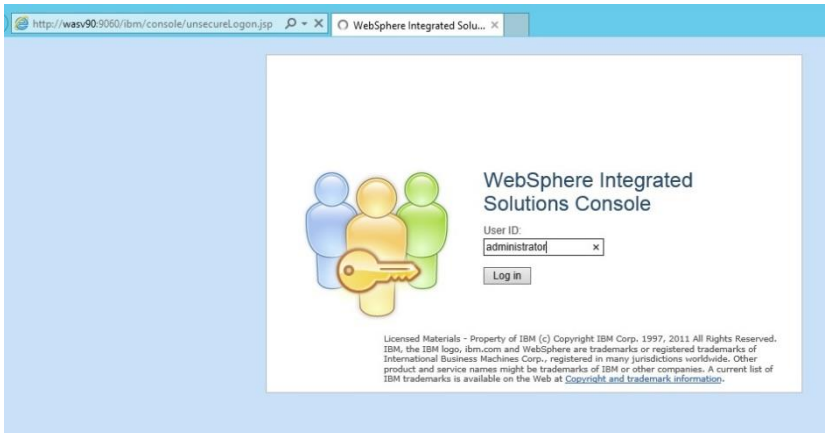 http://wasv90:9060/ibm/console/unsecureLogon.jsp
WebSphere Integrated Solu...
WebSphere Integrated
Solutions Console
User ID:
administrator
Log in
Licensed Materials - Property of IBM (c) Copyright IBM Corp. 1997, 2011 All Rights Reserved.
IBM, the IBM logo, ibm.com and WebSphere are trademarks or registered trademarks of
International Business Machines Corp., registered in many jurisdictions worldwide. Other
product and service names might be trademarks of IBM or other companies. A current list of
IBM trademarks is available on the Web at Copyright and trademark information.